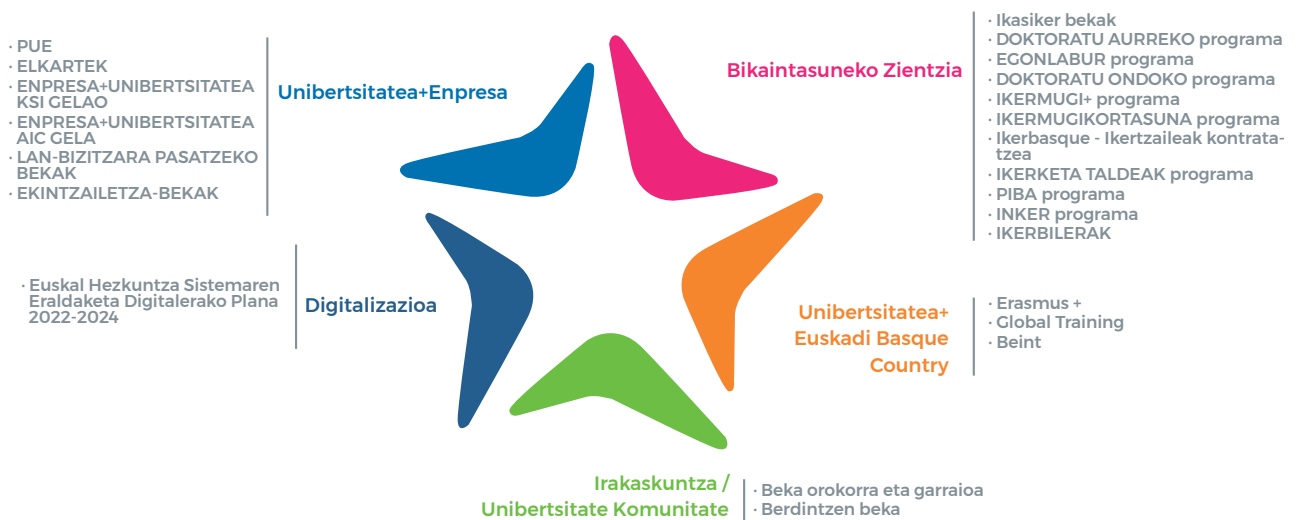 · PUE
· ELKARTEK
· ENPRESA+UNIBERTSITATEA
KSI GELAO
· ENPRESA+UNIBERTSITATEA
AIC GELA
· LAN-BIZITZARA PASATZEKO
BEKAK
· EKINTZAILETZA-BEKAK
Unibertsitatea+Enpresa
Bikaintasuneko Zientzia
· Ikasiker bekak
· DOKTORATU AURREKO programa
· EGONLABUR programa
· DOKTORATU ONDOKO programa
· IKERMUGI+ programa
· IKERMUGIKORTASUNA programa
· Ikerbasque - Ikertzaileak kontrata-
tzea
· IKERKETA TALDEAK programa
· PIBA programa
· INKER programa
· IKERBILERAK
· Euskal Hezkuntza Sistemaren
Eraldaketa Digitalerako Plana
2022-2024
Digitalizazioa
Unibertsitatea+
Euskadi Basque
Country
· Erasmus +
· Global Training
· Beint
Irakaskuntza /
Unibertsitate Komunitate
· Beka orokorra eta garraioa
· Berdintzen beka